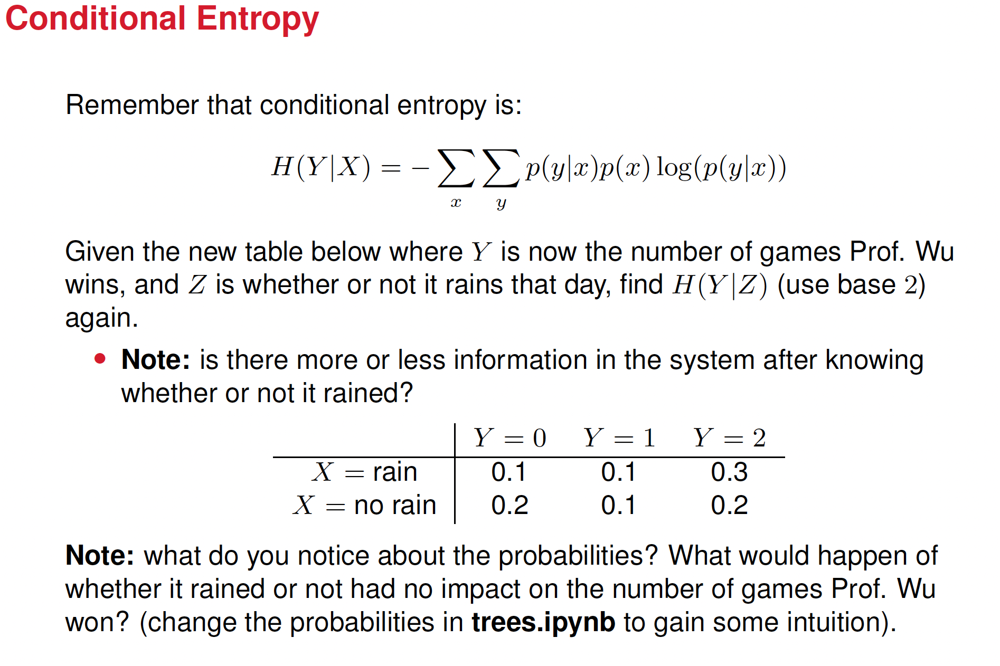 Conditional Entropy
Remember that conditional entropy is:
H(Y|X) = − ∑ₓ ∑ᵧ p(y|x)p(x) log(p(y|x))
Given the new table below where Y is now the number of games Prof. Wu
wins, and Z is whether or not it rains that day, find H(Y|Z) (use base 2)
again.
• Note: is there more or less information in the system after knowing
whether or not it rained?
Y = 0 Y = 1 Y = 2
X = rain 0.1 0.1 0.3
X = no rain 0.2 0.1 0.2
Note: what do you notice about the probabilities? What would happen of
whether it rained or not had no impact on the number of games Prof. Wu
won? (change the probabilities in trees.ipynb to gain some intuition).